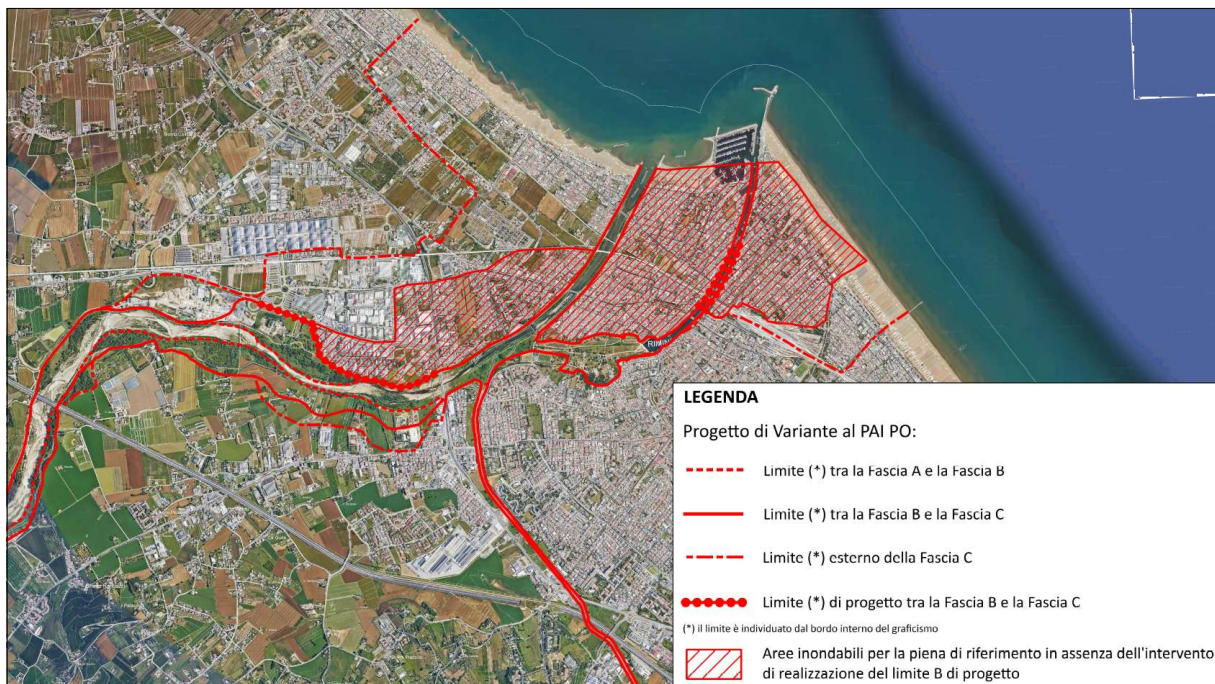 RIMINI
LEGENDA
Progetto di Variante al PAI PO:
Limite (*) tra la Fascia A e la Fascia B
Limite (*) tra la Fascia B e la Fascia C
Limite (*) esterno della Fascia C
Limite (*) di progetto tra la Fascia B e la Fascia C
(*) il limite è individuato dal bordo interno del graficismo
Aree inondabili per la piena di riferimento in assenza dell'intervento
di realizzazione del limite B di progetto